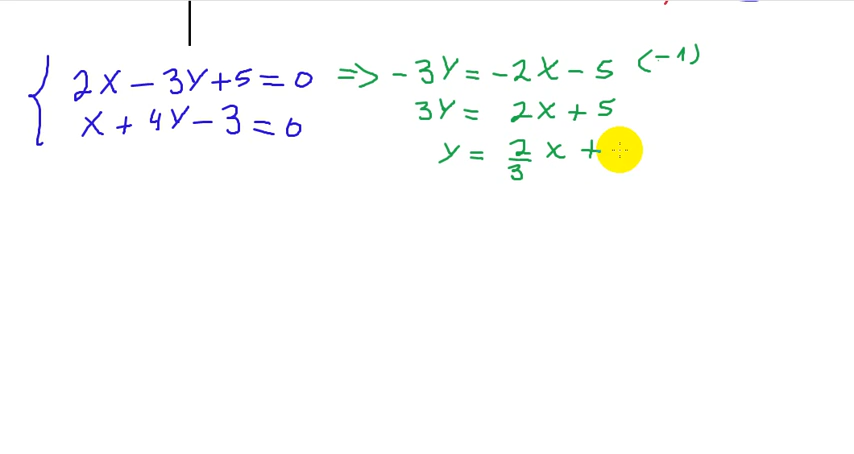 2X - 3Y + 5 = 0 => -3Y = -2X - 5 (-1)
X + 4Y - 3 = 0
3Y = 2X + 5
Y = 2/3 X +